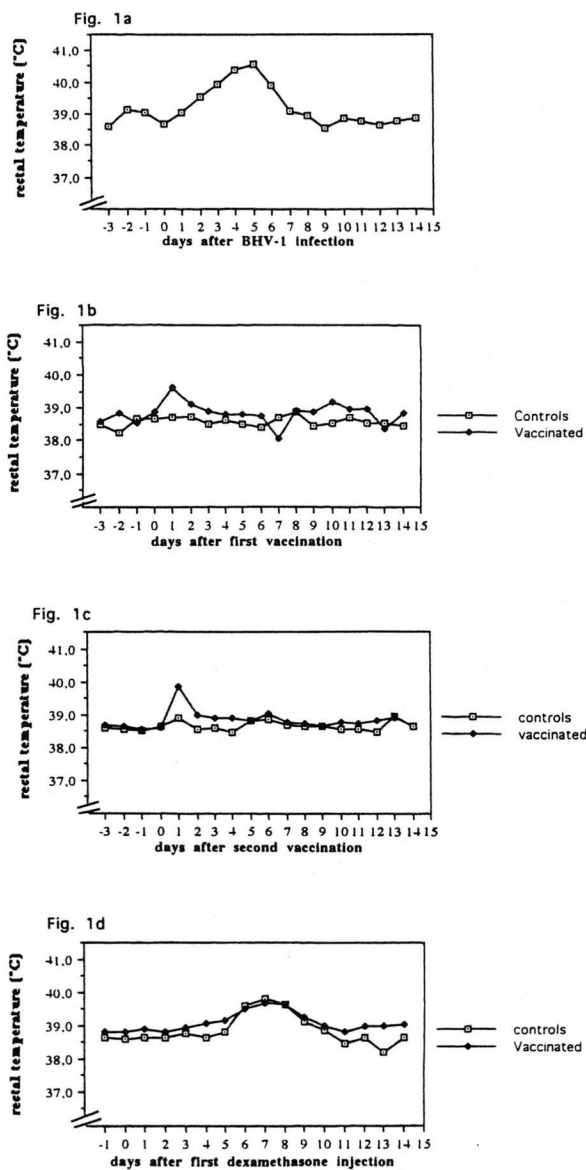 Fig. 1a
rectal temperature (°C)
41,0
40,0
39,0
38,0
37,0
-3 -2 -1 0 1 2 3 4 5 6 7 8 9 10 11 12 13 14 15
days after BHV-1 infection
Fig. 1b
rectal temperature (°C)
41,0
40,0
39,0
38,0
37,0
-3 -2 -1 0 1 2 3 4 5 6 7 8 9 10 11 12 13 14 15
days after first vaccination
Controls
Vaccinated
Fig. 1c
rectal temperature (°C)
41,0
40,0
39,0
38,0
37,0
-3 -2 -1 0 1 2 3 4 5 6 7 8 9 10 11 12 13 14 15
days after second vaccination
controls
vaccinated
Fig. 1d
rectal temperature (°C)
41,0
40,0
39,0
38,0
37,0
-1 0 1 2 3 4 5 6 7 8 9 10 11 12 13 14 15
days after first dexamethasone injection
controls
Vaccinated